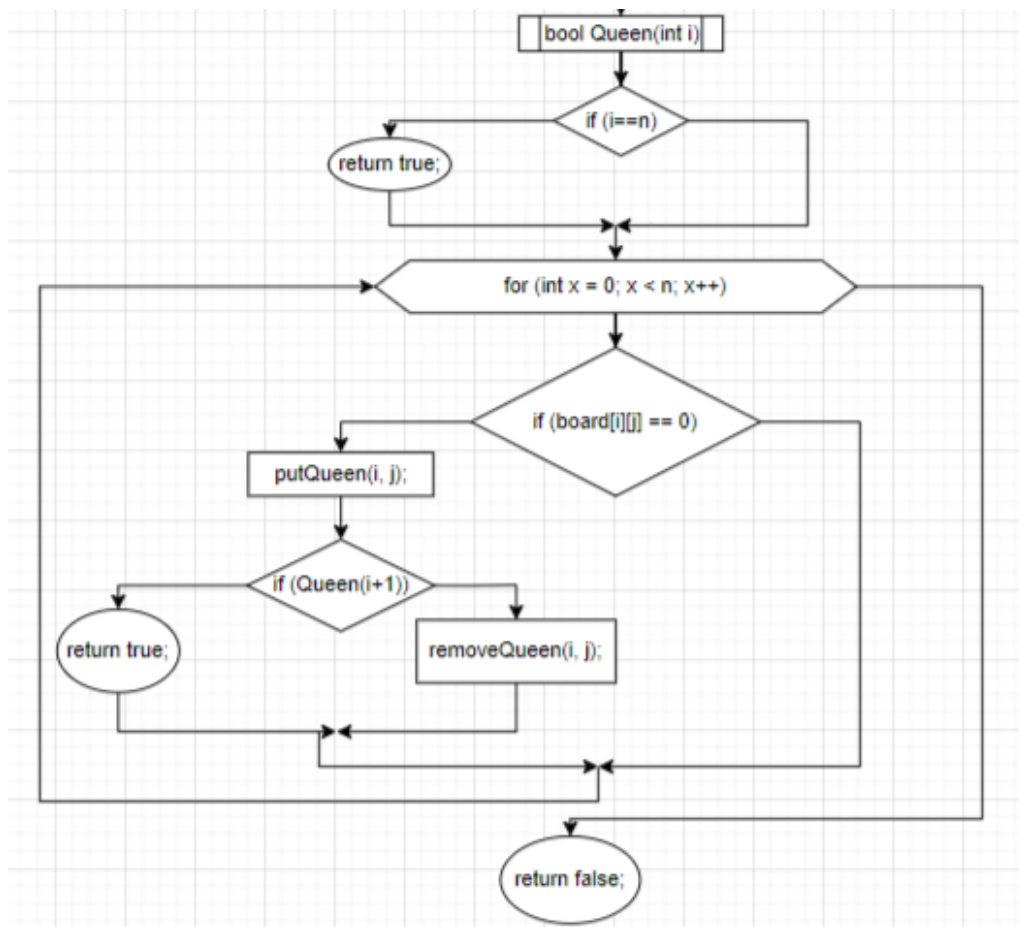 bool Queen(int i)
if (i==n)
return true;
for (int x = 0; x < n; x++)
if (board[i][j] == 0)
putQueen(i, j);
if (Queen(i+1))
return true;
removeQueen(i, j);
return false;